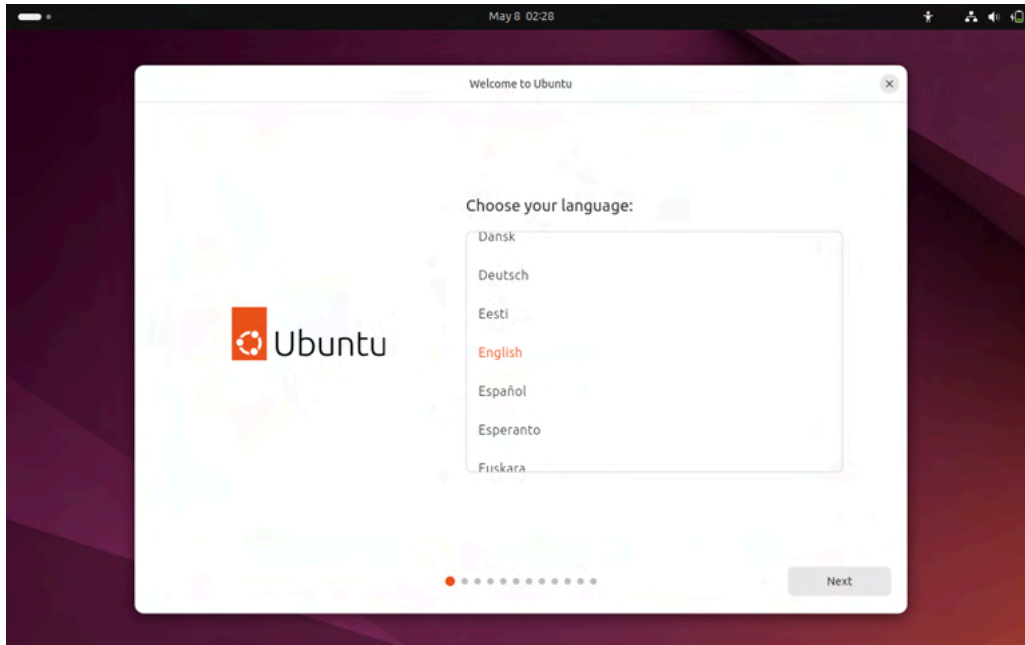 May 8 02:28
Welcome to Ubuntu
Choose your language:
Dansk
Deutsch
Eesti
English
Español
Esperanto
Euskara
Ubuntu
Next